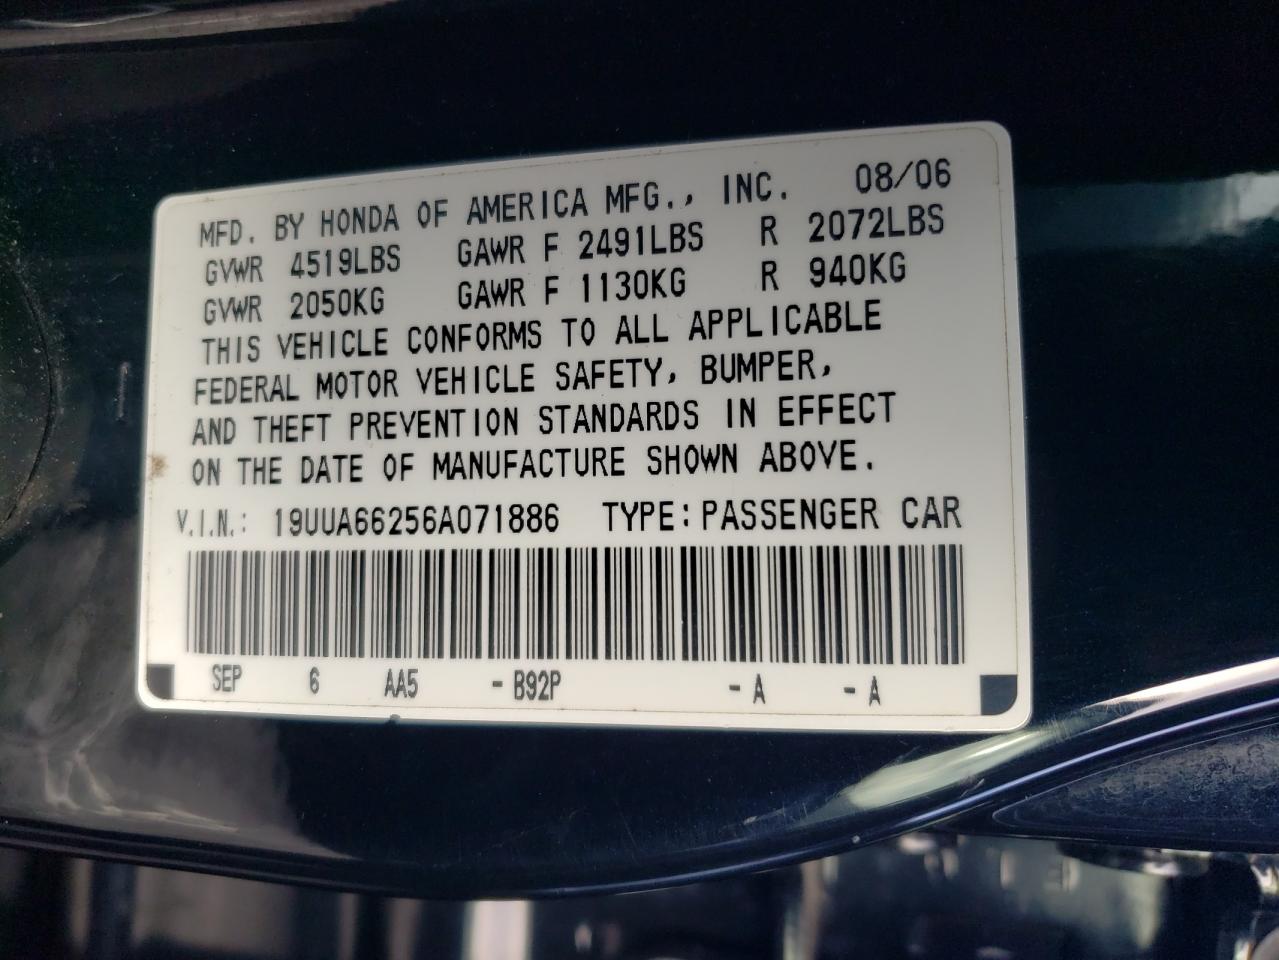 MFD. BY HONDA OF AMERICA MFG., INC. 08/06
GVWR 4519LBS GAWR F 2491LBS R 2072LBS
GVWR 2050KG GAWR F 1130KG R 940KG
THIS VEHICLE CONFORMS TO ALL APPLICABLE
FEDERAL MOTOR VEHICLE SAFETY, BUMPER,
AND THEFT PREVENTION STANDARDS IN EFFECT
ON THE DATE OF MANUFACTURE SHOWN ABOVE.
V.I.N.: 19UUA66256A071886 TYPE:PASSENGER CAR
SEP 6 AA5 -B92P -A -A